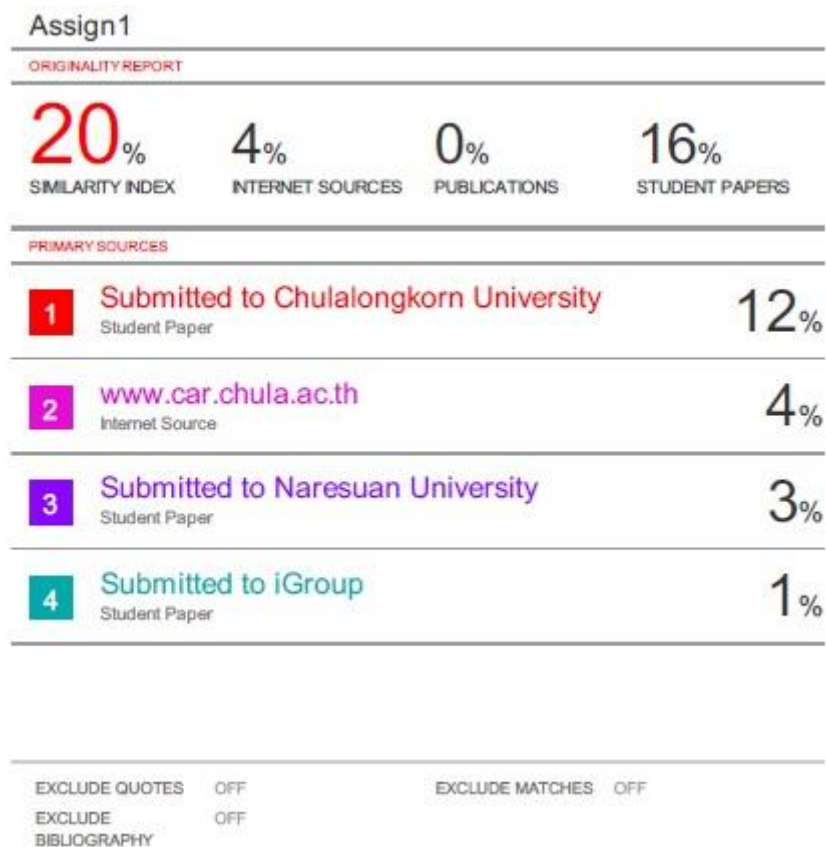 Assign1
ORIGINALITY REPORT
20% 4% 0% 16%
SIMILARITY INDEX INTERNET SOURCES PUBLICATIONS STUDENT PAPERS
PRIMARY SOURCES
1 Submitted to Chulalongkorn University 12%
Student Paper
2 www.car.chula.ac.th 4%
Internet Source
3 Submitted to Naresuan University 3%
Student Paper
4 Submitted to iGroup 1%
Student Paper
EXCLUDE QUOTES OFF EXCLUDE MATCHES OFF
EXCLUDE OFF
BIBLIOGRAPHY